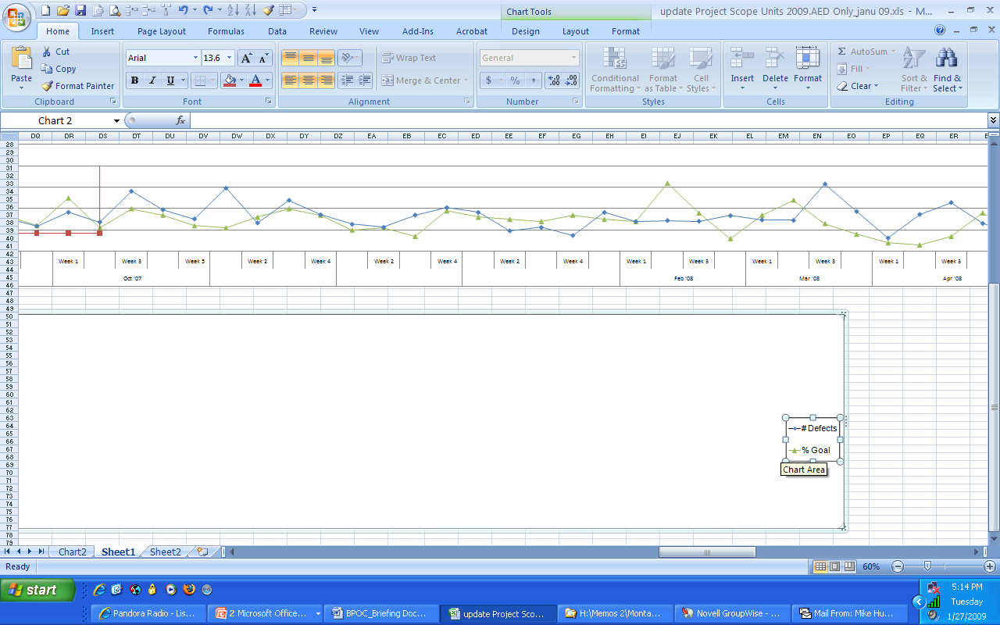 Chart Tools
update Project Scope Units 2009.AED Only_janu 09.xls - M...
Home Insert Page Layout Formulas Data Review View Add-Ins Acrobat Design Layout Format
Paste
Cut
Copy
Format Painter
Clipboard
Arial 13.6
B I U
Font
Wrap Text
Merge & Center
Alignment
General
$ % ,
Number
Conditional Formatting
Format as Table
Cell Styles
Styles
Insert Delete Format
Cells
Σ AutoSum
Fill
Clear
Sort & Filter
Find & Select
Editing
Chart 2
fx
DQ DR DS DT DU DV DW DX DY DZ EA EB EC ED EE EF EG EH EI EJ EK EL EM EN EO EP EQ ER
28
29
30
31
32
33
34
35
36
37
38
39
40
41
42
43 Week 1 Week 3 Week 5 Week 2 Week 4 Week 2 Week 4 Week 2 Week 4 Week 1 Week 3 Week 1 Week 3 Week 1 Week 3
44
45 Oct '07 Feb '08 Mar '08 Apr '08
46
47
48
49
50
51
52
53
54
55
56
57
58
59
60
61
62
63
64 # Defects
65
66
67 % Goal
68
69
Chart Area
70
71
72
73
74
75
76
77
78
79
Chart2 Sheet1 Sheet2
Ready
60%
start
5:14 PM
Tuesday
1/27/2009
Pandora Radio - Lis...
2 Microsoft Office...
BPOC_Briefing Doc...
update Project Sco...
H:\Memos 2\Monta...
Novell GroupWise - ...
Mail From: Mike Hu...